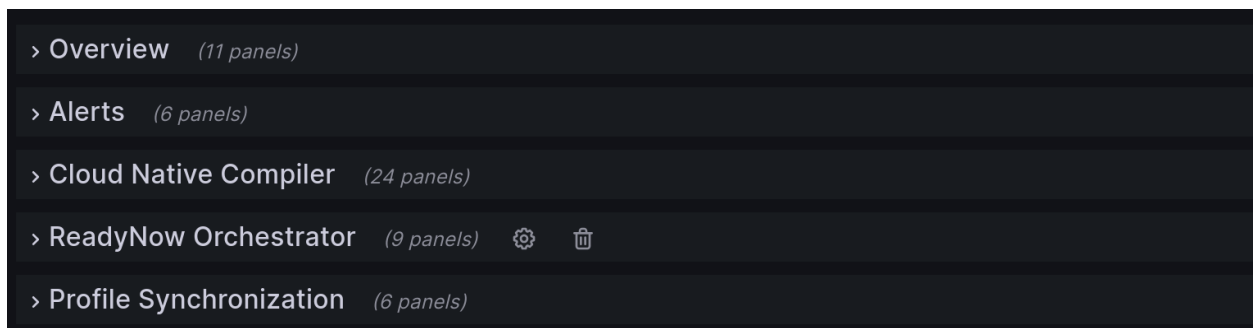 Overview (11 panels)
Alerts (6 panels)
Cloud Native Compiler (24 panels)
ReadyNow Orchestrator (9 panels)
Profile Synchronization (6 panels)